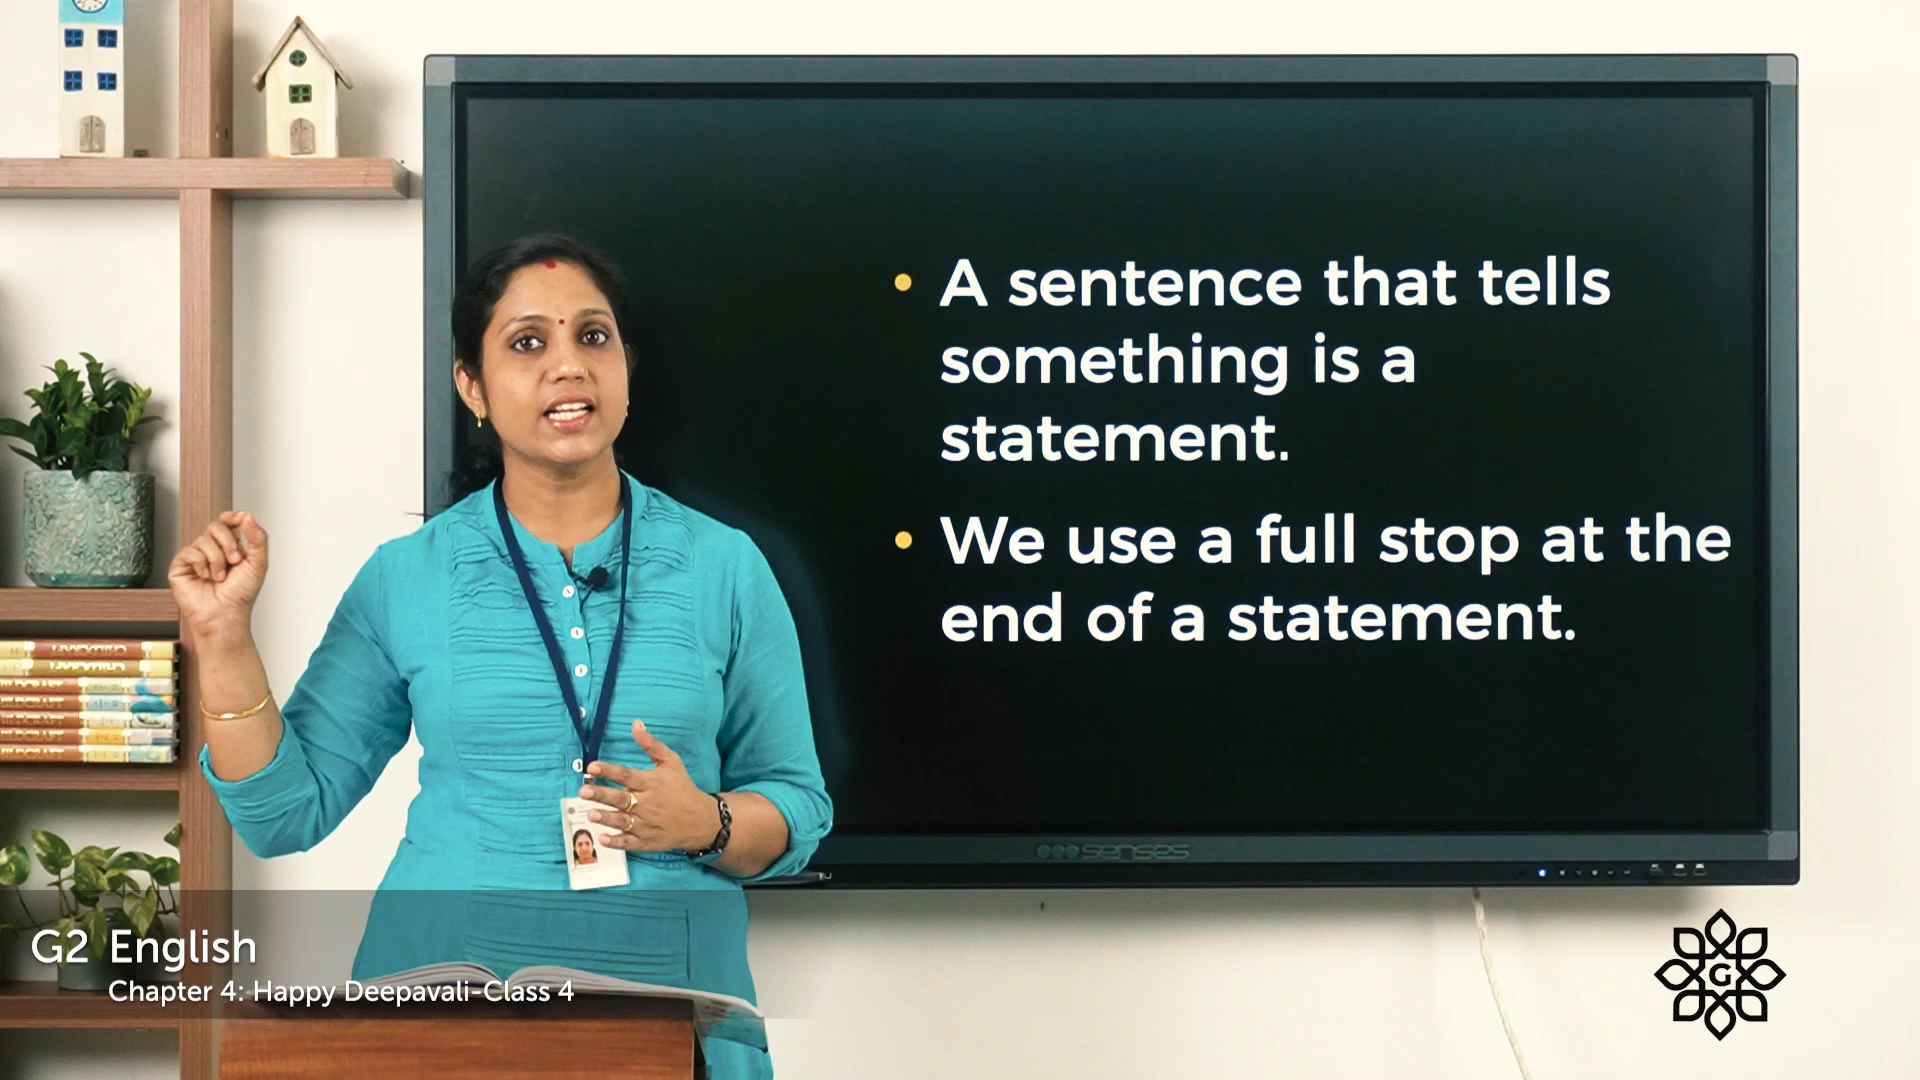 A sentence that tells
something is a
statement.
We use a full stop at the
end of a statement.
senses
G2 English
Chapter 4: Happy Deepavali-Class 4
G